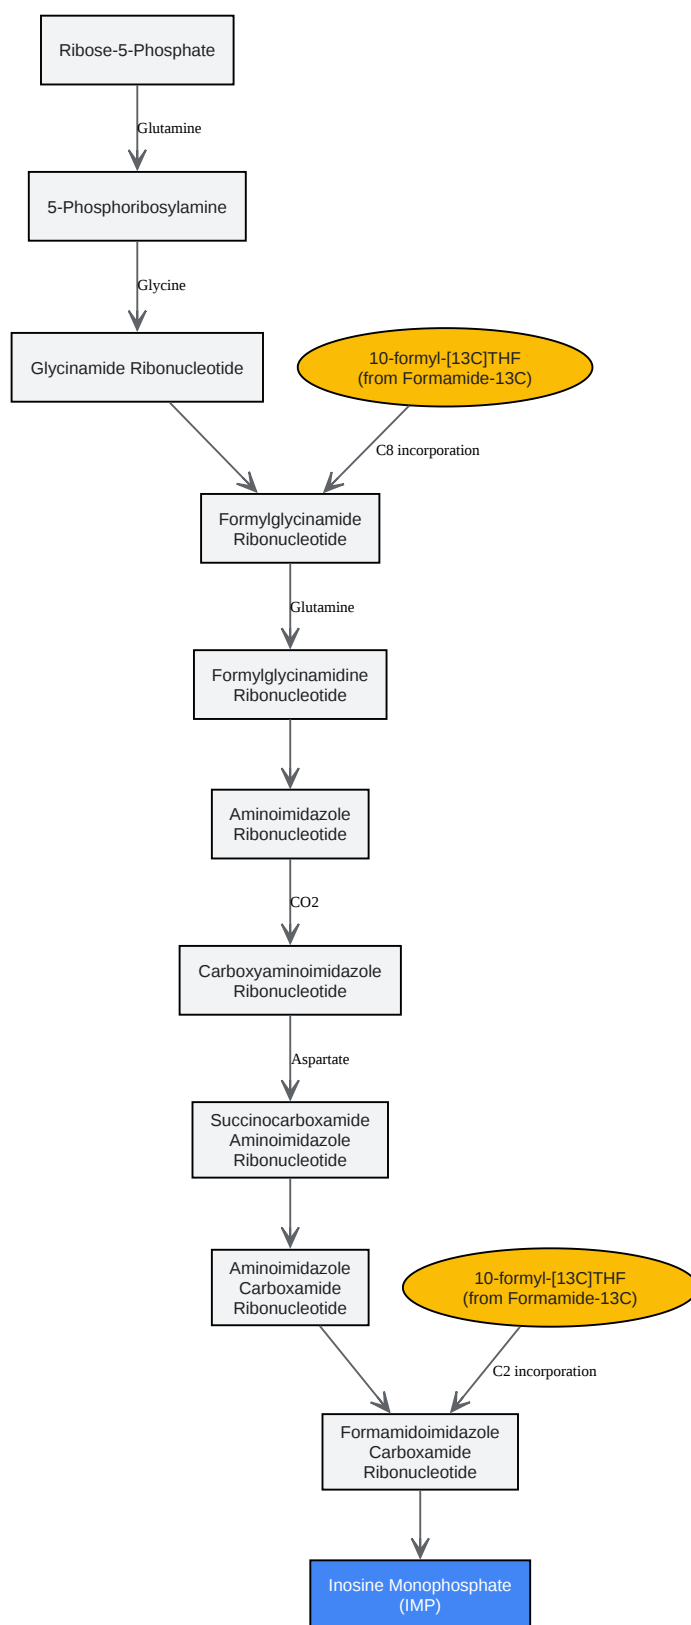 Ribose-5-Phosphate
Glutamine
5-Phosphoribosylamine
Glycine
Glycinamide Ribonucleotide
10-formyl-[13C]THF
(from Formamide-13C)
C8 incorporation
Formylglycinamide
Ribonucleotide
Glutamine
Formylglycinamidine
Ribonucleotide
Aminoimidazole
Ribonucleotide
CO2
Carboxyaminoimidazole
Ribonucleotide
Aspartate
Succinocarboxamide
Aminoimidazole
Ribonucleotide
Aminoimidazole
Carboxamide
Ribonucleotide
10-formyl-[13C]THF
(from Formamide-13C)
C2 incorporation
Formamidoimidazole
Carboxamide
Ribonucleotide
Inosine Monophosphate
(IMP)